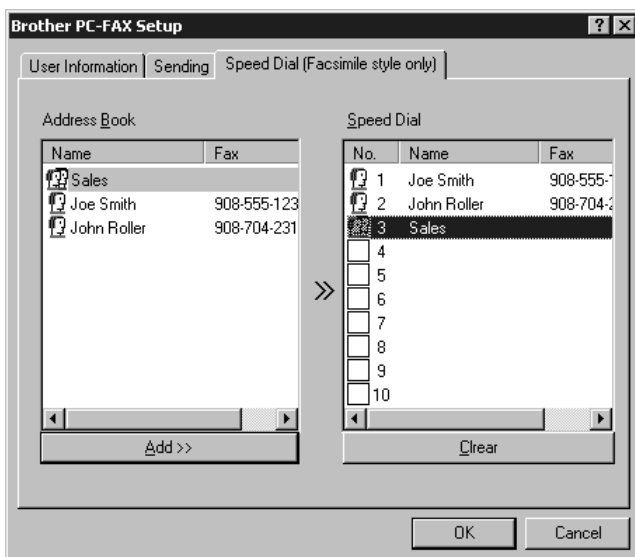 Brother PC-FAX Setup
User Information Sending Speed Dial (Facsimile style only)
Address Book
Name Fax
Sales
Joe Smith 908-555-123
John Roller 908-704-231
Add >>
>>
Speed Dial
No. Name Fax
1 Joe Smith 908-555-
2 John Roller 908-704-
3 Sales
4
5
6
7
8
9
10
Clrear
OK Cancel